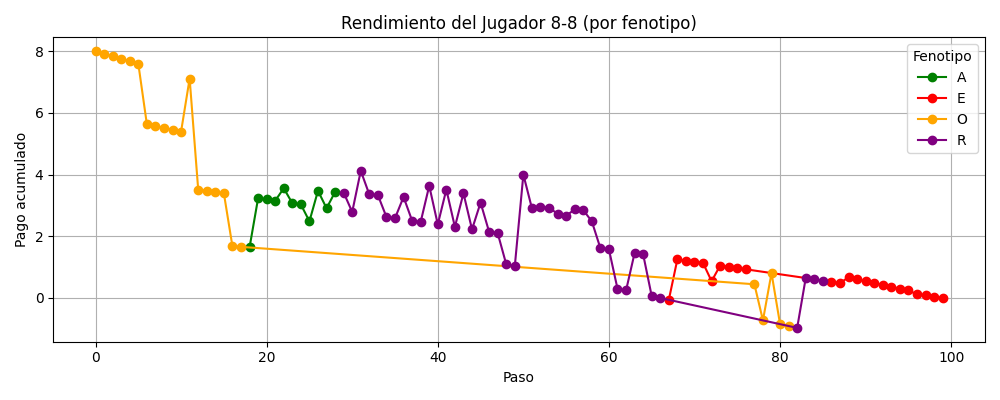 Rendimiento del Jugador 8-8 (por fenotipo)
Pago acumulado
8
6
4
2
0
0
20
40
60
80
100
Paso
Fenotipo
A
E
O
R